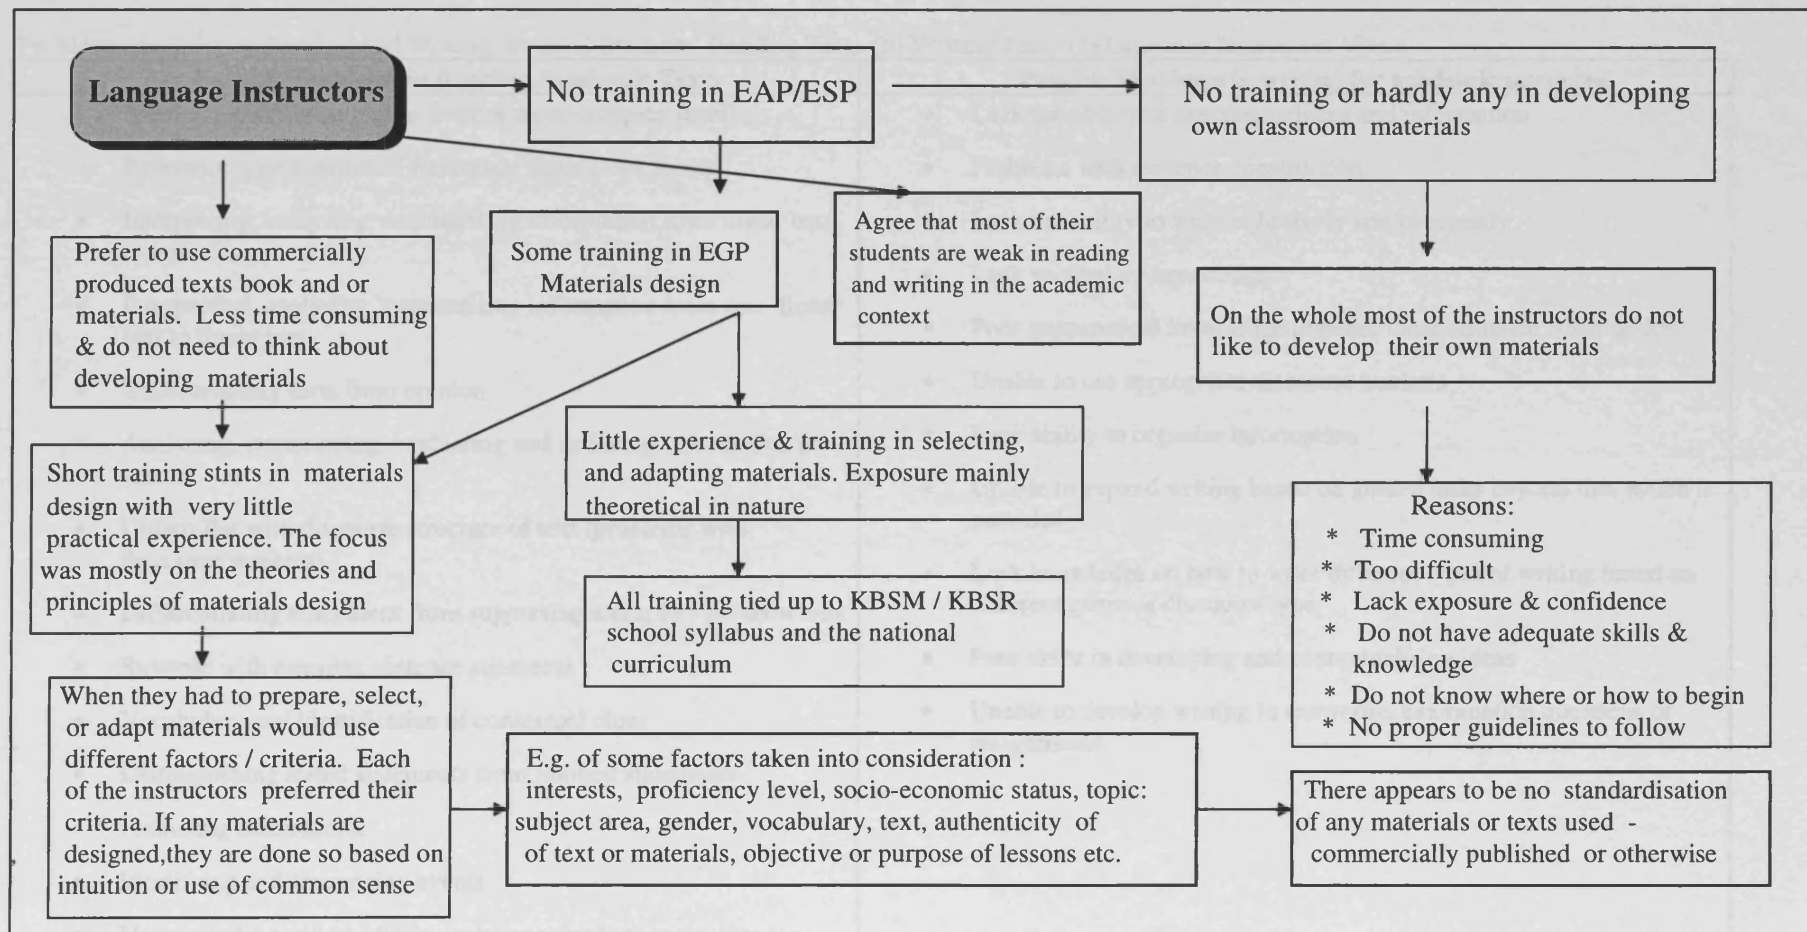 Language Instructors
No training in EAP/ESP
No training or hardly any in developing
own classroom materials
Prefer to use commercially
produced texts book and or
materials. Less time consuming
& do not need to think about
developing materials
Some training in EGP
Materials design
Agree that most of their
students are weak in reading
and writing in the academic
context
On the whole most of the instructors do not
like to develop their own materials
Short training stints in materials
design with very little
practical experience. The focus
was mostly on the theories and
principles of materials design
Little experience & training in selecting,
and adapting materials. Exposure mainly
theoretical in nature
All training tied up to KBSM / KBSR
school syllabus and the national
curriculum
Reasons:
* Time consuming
* Too difficult
* Lack exposure & confidence
* Do not have adequate skills &
knowledge
* Do not know where or how to begin
* No proper guidelines to follow
When they had to prepare, select,
or adapt materials would use
different factors / criteria. Each
of the instructors preferred their
criteria. If any materials are
designed,they are done so based on
intuition or use of common sense
E.g. of some factors taken into consideration :
interests, proficiency level, socio-economic status, topic:
subject area, gender, vocabulary, text, authenticity of
of text or materials, objective or purpose of lessons etc.
There appears to be no standardisation
of any materials or texts used -
commercially published or otherwise